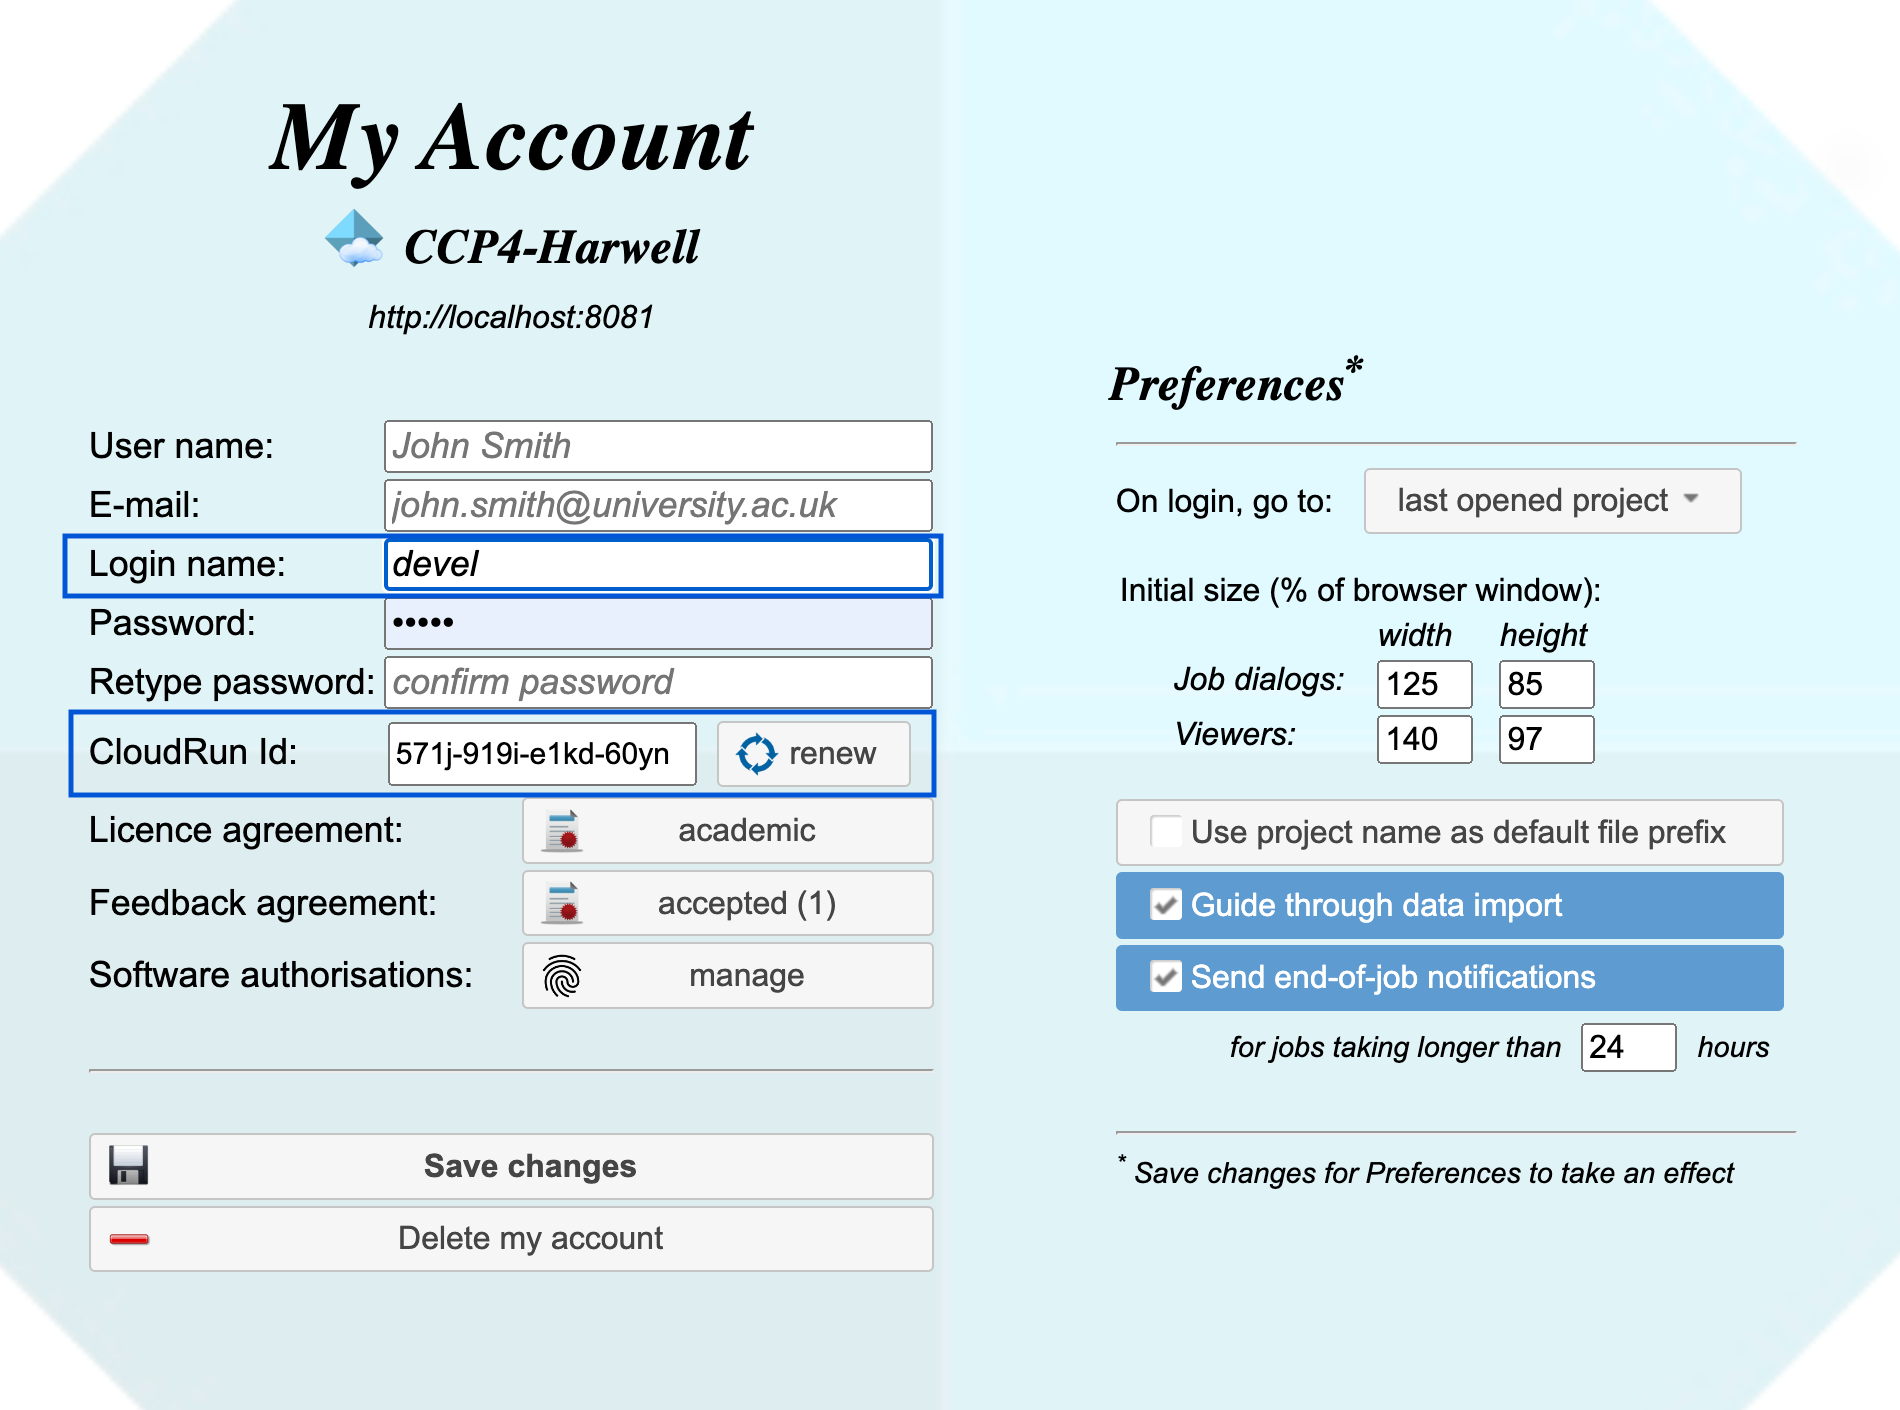 My Account
CCP4-Harwell
http://localhost:8081
User name: John Smith
E-mail: john.smith@university.ac.uk
Login name: devel
Password: •••••
Retype password: confirm password
CloudRun Id: 571j-919i-e1kd-60yn renew
Licence agreement: academic
Feedback agreement: accepted (1)
Software authorisations: manage
Save changes
Delete my account
Preferences*
On login, go to: last opened project
Initial size (% of browser window):
width height
Job dialogs: 125 85
Viewers: 140 97
Use project name as default file prefix
Guide through data import
Send end-of-job notifications
for jobs taking longer than 24 hours
* Save changes for Preferences to take an effect